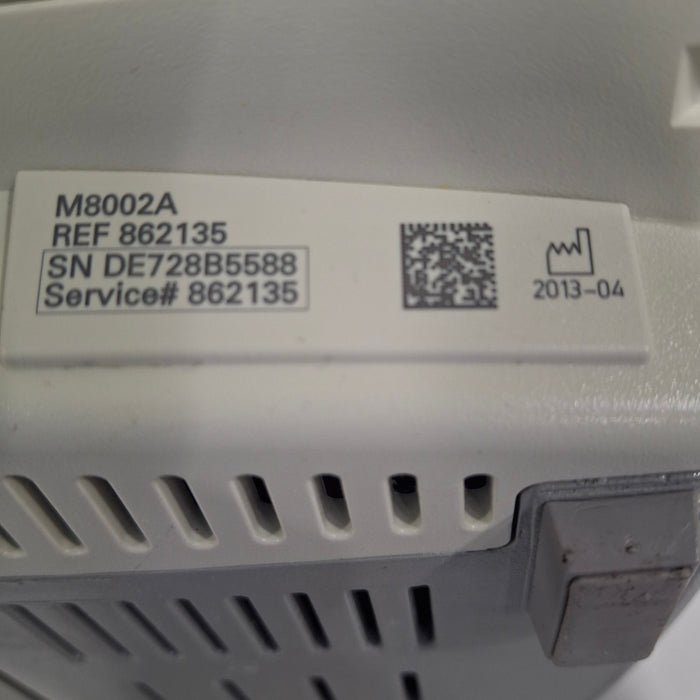 M8002A
REF 862135
SN DE728B5588
Service# 862135
2013-04